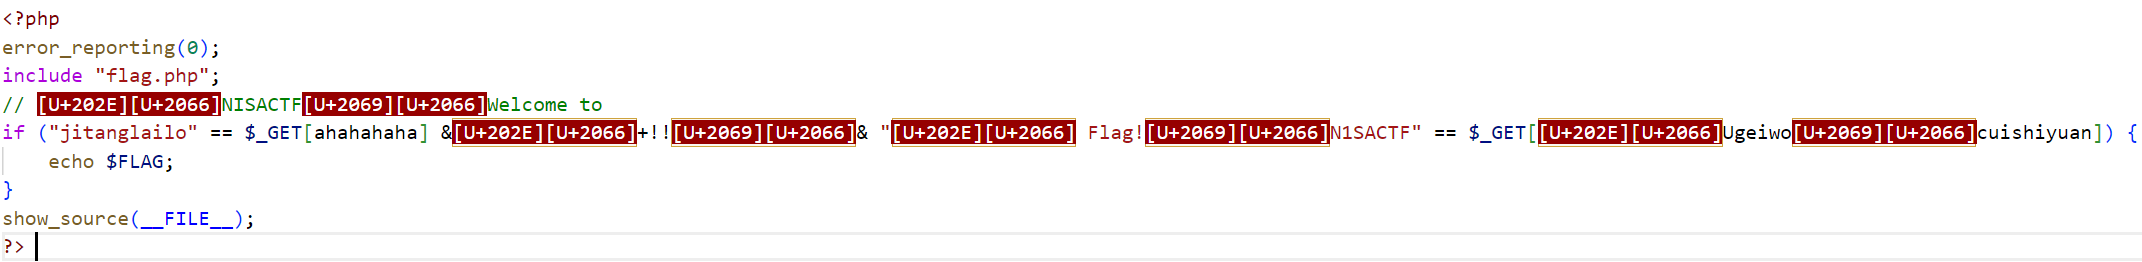 <?php
error_reporting(0);
include "flag.php";
// [U+202E][U+2066]NISACTF[U+2069][U+2066]Welcome to
if ("jitanglailo" == $_GET[ahahahaha] &[U+202E][U+2066]+!![U+2069][U+2066]& "[U+202E][U+2066] Flag![U+2069][U+2066]N1SACTF" == $_GET[[U+202E][U+2066]Ugeiwo[U+2069][U+2066]cuishiyuan]) {
    echo $FLAG;
}
show_source(__FILE__);
?>